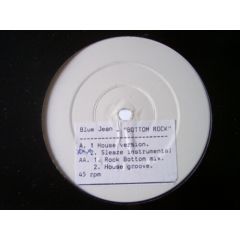 Blue Jean - "BOTTOM ROCK"
A. 1 House version.
2. Sleaze instrumental
AA. 1. Rock Bottom mix.
2. House groove.
45 rpm